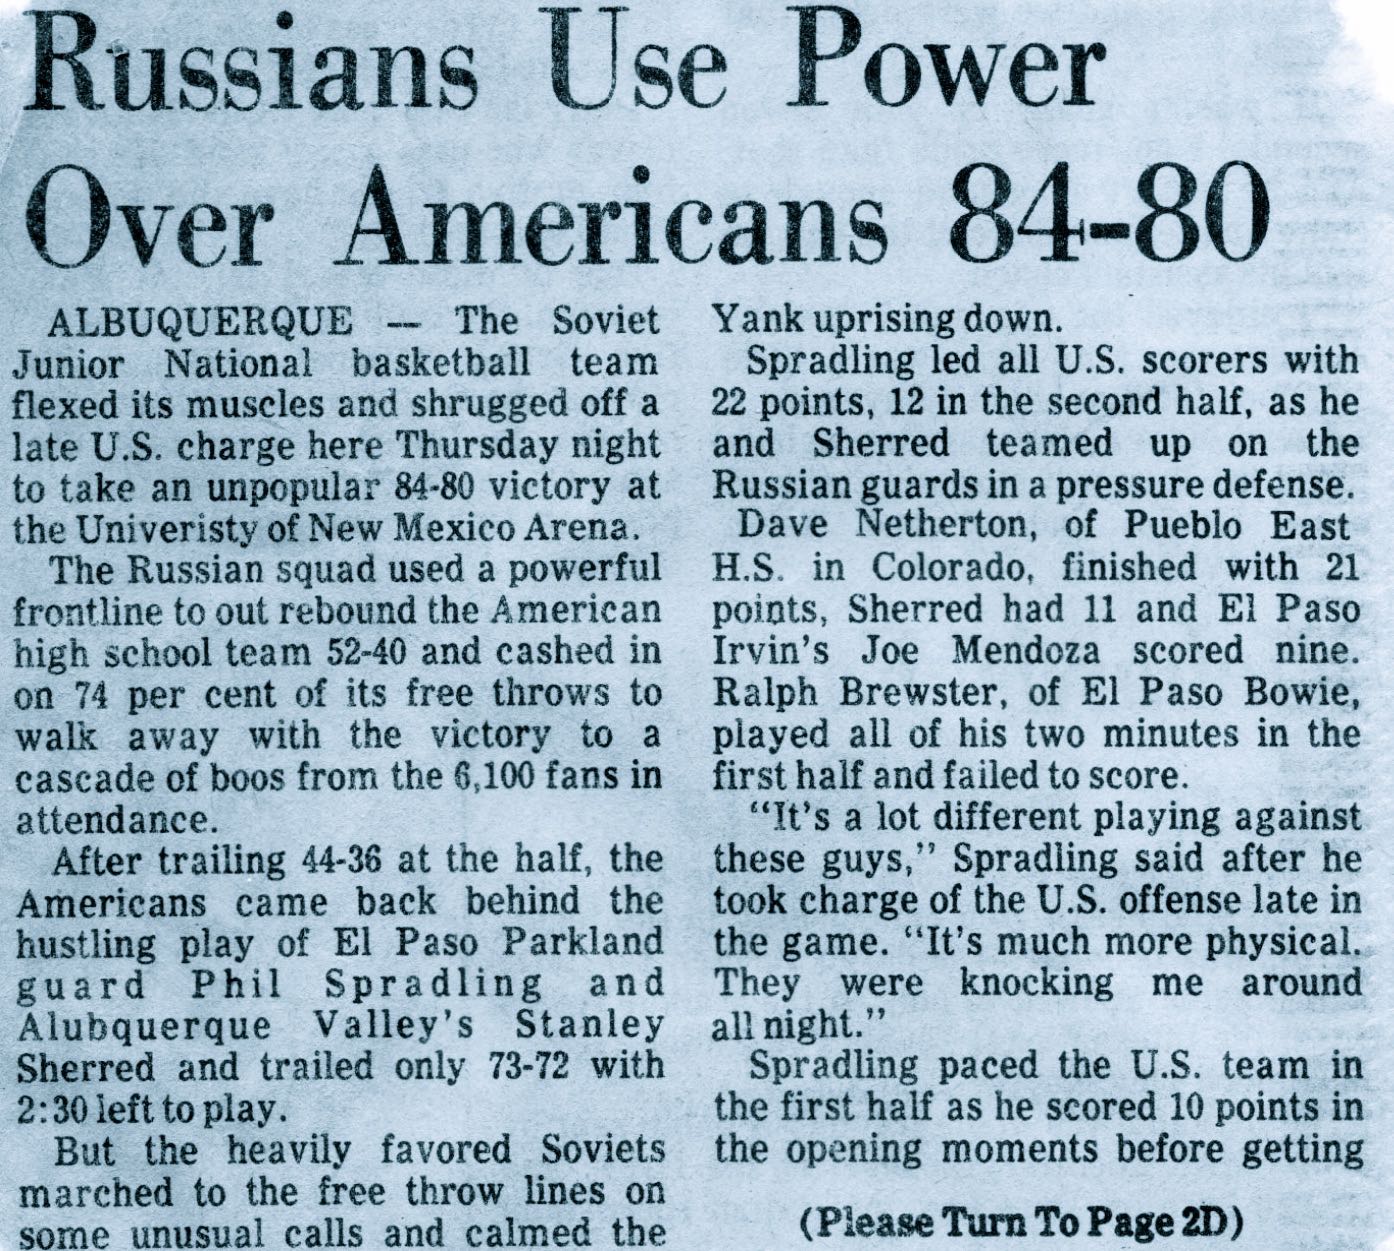 Russians Use Power
Over Americans 84-80
ALBUQUERQUE — The Soviet
Junior National basketball team
flexed its muscles and shrugged off a
late U.S. charge here Thursday night
to take an unpopular 84-80 victory at
the Univeristy of New Mexico Arena.
The Russian squad used a powerful
frontline to out rebound the American
high school team 52-40 and cashed in
on 74 per cent of its free throws to
walk away with the victory to a
cascade of boos from the 6,100 fans in
attendance.
After trailing 44-36 at the half, the
Americans came back behind the
hustling play of El Paso Parkland
guard Phil Spradling and
Alubquerque Valley's Stanley
Sherred and trailed only 73-72 with
2:30 left to play.
But the heavily favored Soviets
marched to the free throw lines on
some unusual calls and calmed the
Yank uprising down.
Spradling led all U.S. scorers with
22 points, 12 in the second half, as he
and Sherred teamed up on the
Russian guards in a pressure defense.
Dave Netherton, of Pueblo East
H.S. in Colorado, finished with 21
points, Sherred had 11 and El Paso
Irvin's Joe Mendoza scored nine.
Ralph Brewster, of El Paso Bowie,
played all of his two minutes in the
first half and failed to score.
“It's a lot different playing against
these guys,” Spradling said after he
took charge of the U.S. offense late in
the game. “It's much more physical.
They were knocking me around
all night.”
Spradling paced the U.S. team in
the first half as he scored 10 points in
the opening moments before getting
(Please Turn To Page 2D)